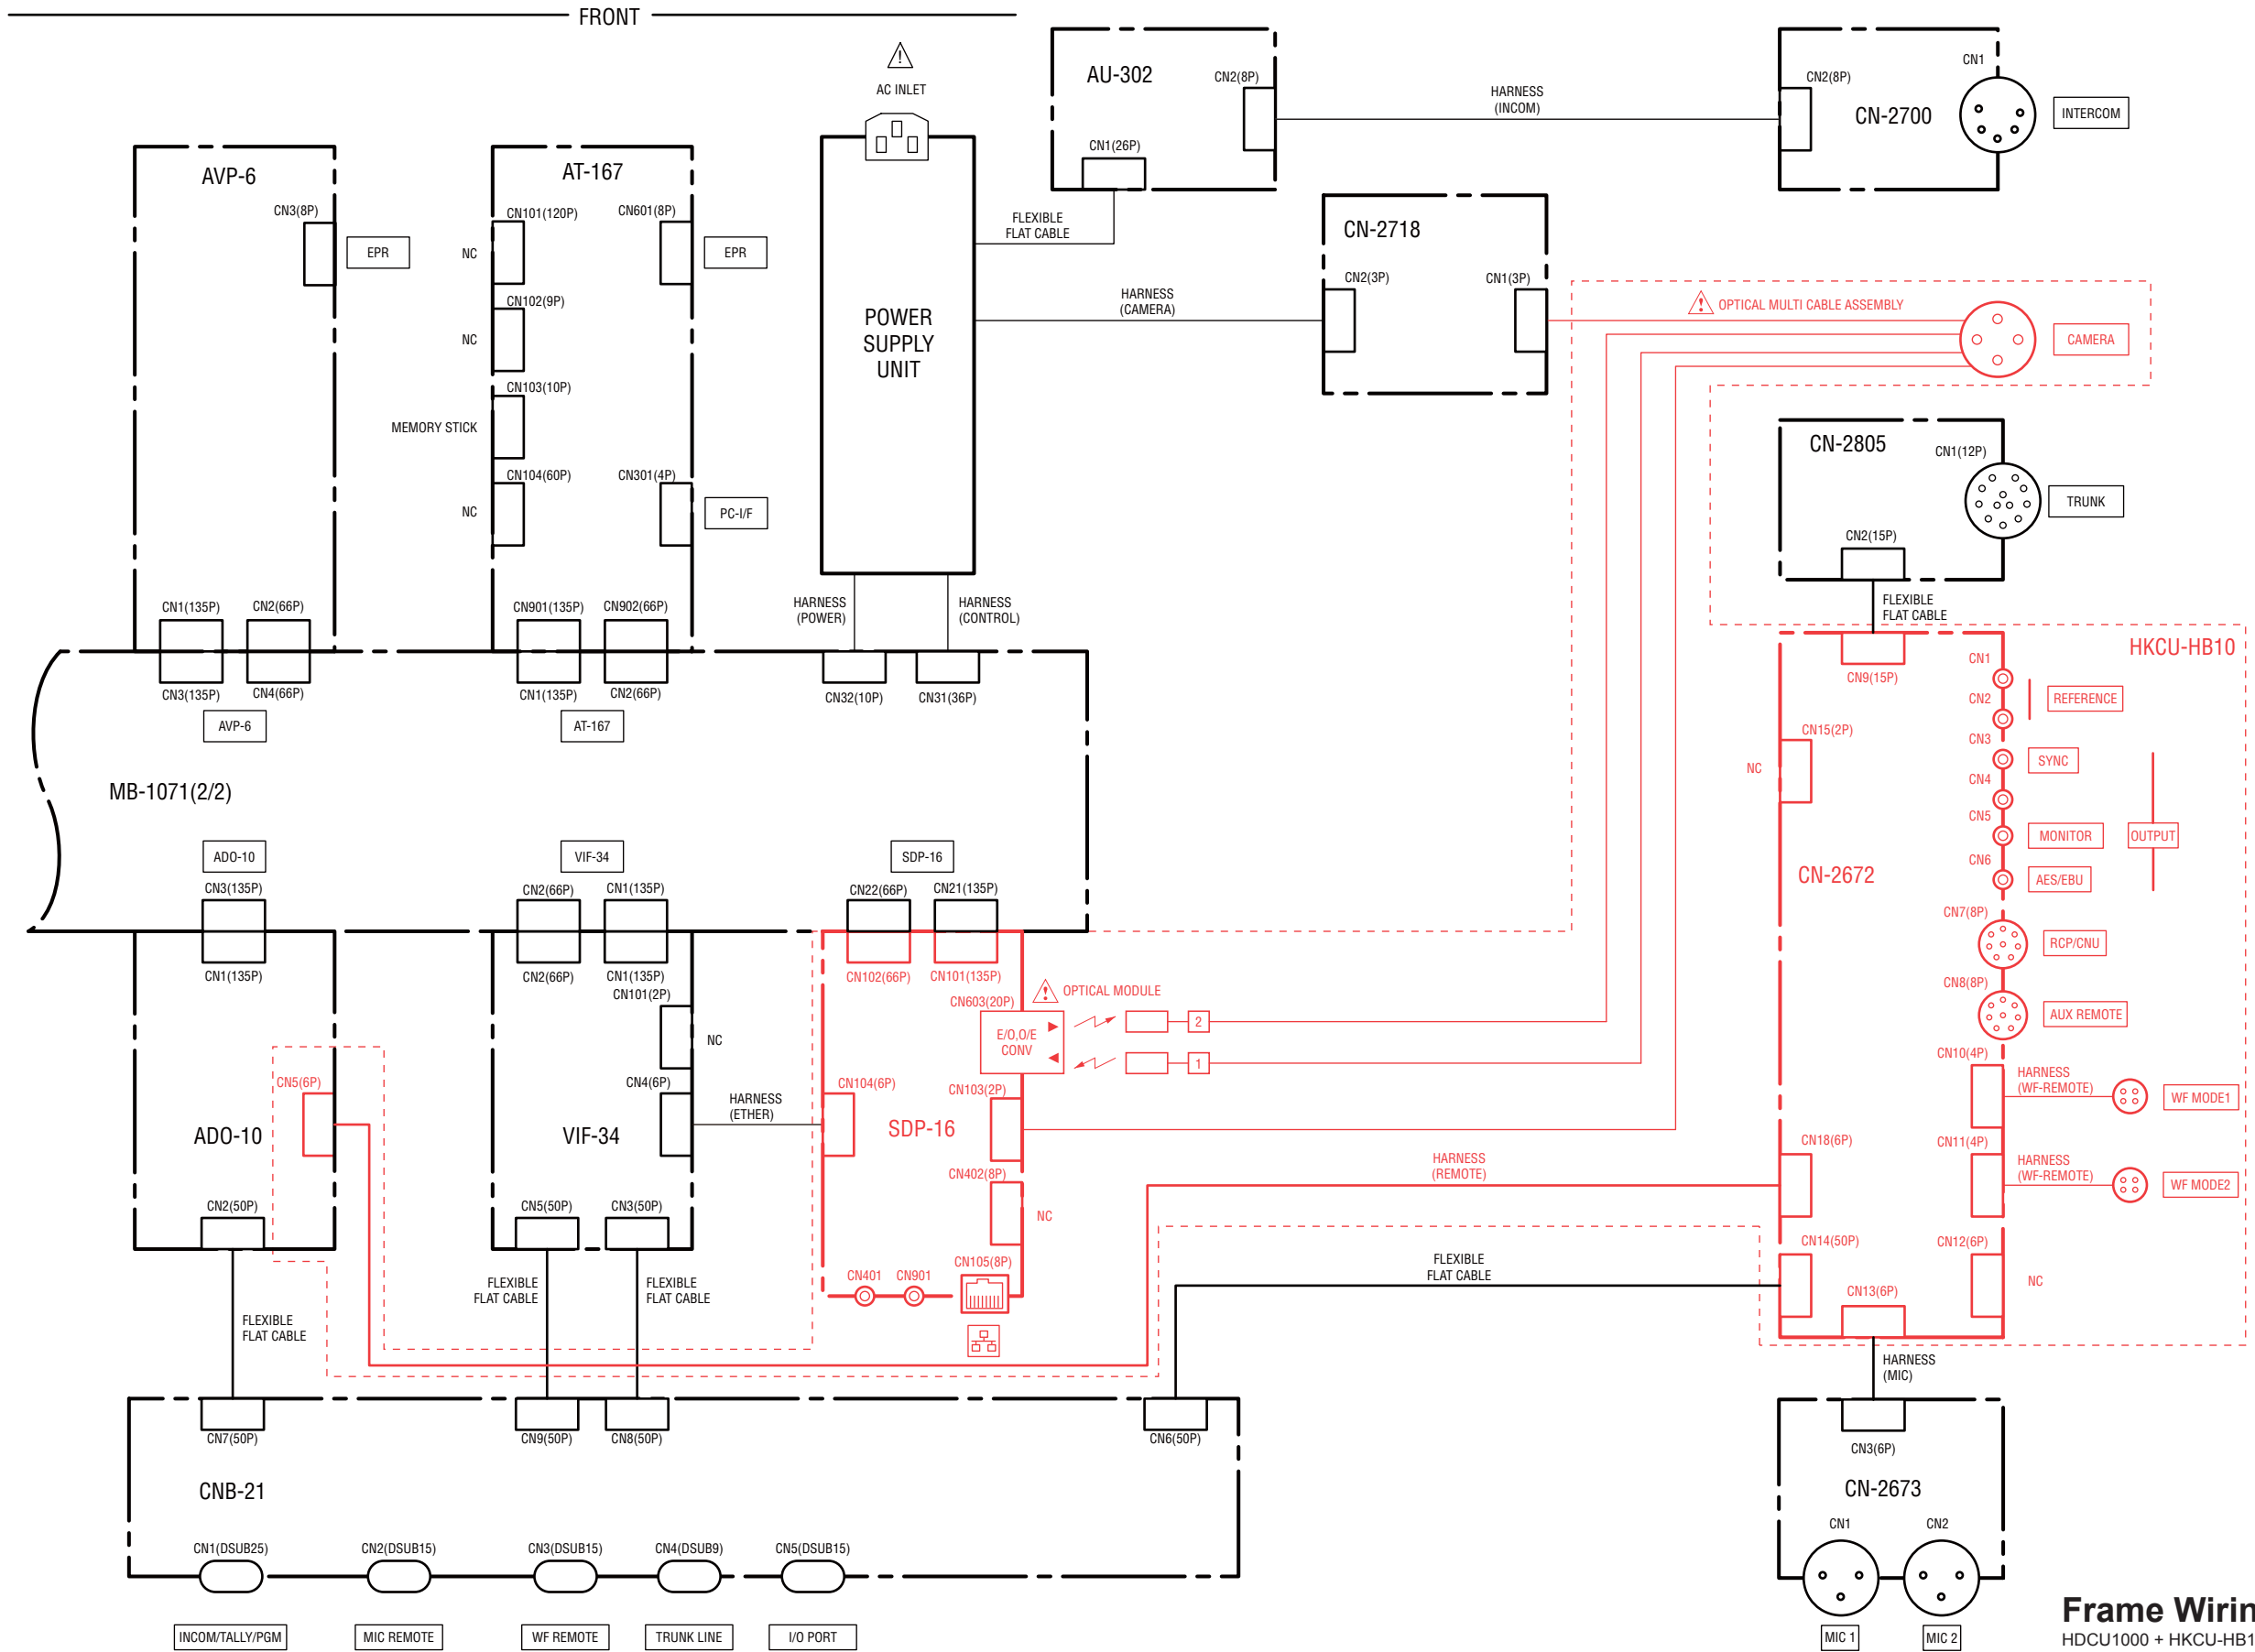 FRONT
AC INLET
AU-302
CN2(8P)
CN1(26P)
HARNESS
(INCOM)
CN2(8P)
CN1
CN-2700
INTERCOM
AVP-6
CN3(8P)
EPR
CN1(135P)
CN2(66P)
AT-167
CN101(120P)
CN601(8P)
NC
EPR
CN102(9P)
NC
CN103(10P)
MEMORY STICK
CN104(60P)
CN301(4P)
NC
PC-I/F
CN901(135P)
CN902(66P)
POWER
SUPPLY
UNIT
FLEXIBLE
FLAT CABLE
HARNESS
(CAMERA)
HARNESS
(POWER)
HARNESS
(CONTROL)
CN-2718
CN2(3P)
CN1(3P)
OPTICAL MULTI CABLE ASSEMBLY
CAMERA
CN-2805
CN1(12P)
TRUNK
CN2(15P)
FLEXIBLE
FLAT CABLE
CN3(135P)
CN4(66P)
AVP-6
CN1(135P)
CN2(66P)
AT-167
CN32(10P)
CN31(36P)
MB-1071(2/2)
ADO-10
CN3(135P)
VIF-34
CN2(66P)
CN1(135P)
SDP-16
CN22(66P)
CN21(135P)
HKCU-HB10
CN9(15P)
CN1
CN2
REFERENCE
CN15(2P)
NC
CN3
SYNC
CN4
CN5
MONITOR
OUTPUT
CN6
AES/EBU
CN-2672
CN7(8P)
RCP/CNU
CN8(8P)
AUX REMOTE
CN10(4P)
HARNESS
(WF-REMOTE)
WF MODE1
CN11(4P)
HARNESS
(WF-REMOTE)
WF MODE2
CN18(6P)
CN14(50P)
CN12(6P)
NC
CN13(6P)
CN1(135P)
CN5(6P)
ADO-10
CN2(50P)
CN2(66P)
CN1(135P)
CN101(2P)
NC
CN4(6P)
VIF-34
CN5(50P)
CN3(50P)
HARNESS
(ETHER)
CN102(66P)
CN101(135P)
CN603(20P)
OPTICAL MODULE
E/O,O/E
CONV
2
1
CN104(6P)
CN103(2P)
SDP-16
CN402(8P)
NC
CN401
CN901
CN105(8P)
HARNESS
(REMOTE)
FLEXIBLE
FLAT CABLE
FLEXIBLE
FLAT CABLE
FLEXIBLE
FLAT CABLE
FLEXIBLE
FLAT CABLE
HARNESS
(MIC)
CN7(50P)
CN9(50P)
CN8(50P)
CN6(50P)
CNB-21
CN1(DSUB25)
CN2(DSUB15)
CN3(DSUB15)
CN4(DSUB9)
CN5(DSUB15)
INCOM/TALLY/PGM
MIC REMOTE
WF REMOTE
TRUNK LINE
I/O PORT
CN3(6P)
CN-2673
CN1
CN2
MIC 1
MIC 2
Frame Wirin
HDCU1000 + HKCU-HB1